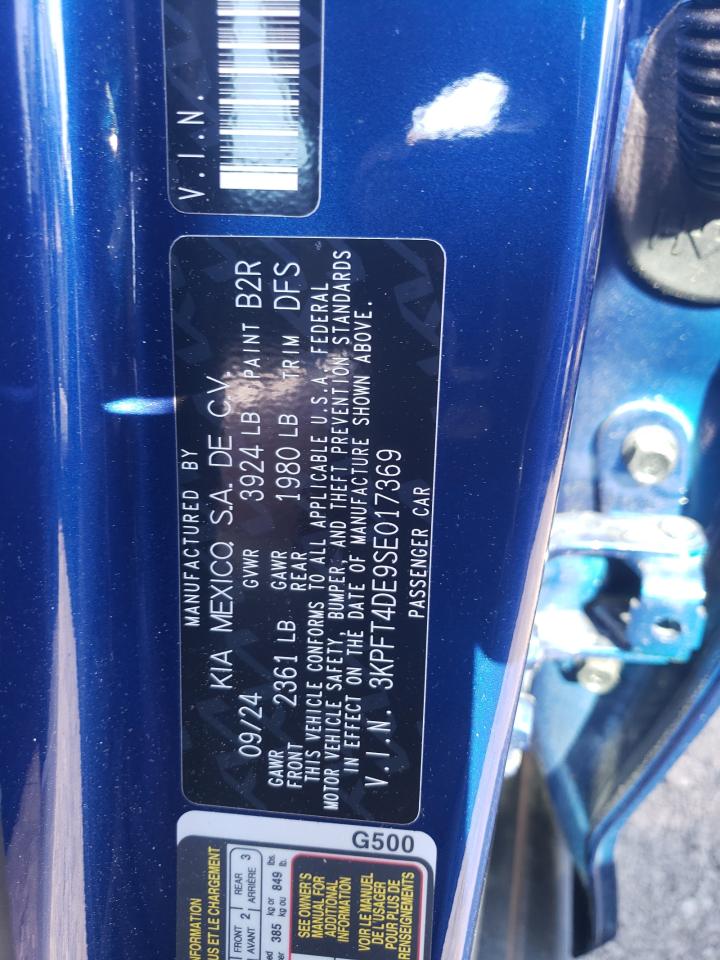 V.I.N.
MANUFACTURED BY
KIA MEXICO. S.A. DE C.V.
09/24 GVWR 3924 LB PAINT B2R
GAWR FRONT 2361 LB GAWR REAR 1980 LB TRIM DFS
THIS VEHICLE CONFORMS TO ALL APPLICABLE U.S.A. FEDERAL
MOTOR VEHICLE SAFETY, BUMPER, AND THEFT PREVENTION STANDARDS
IN EFFECT ON THE DATE OF MANUFACTURE SHOWN ABOVE.
V.I.N. 3KPFT4DE9SE017369
PASSENGER CAR
G500
US ET LE CHARGEMENT
FRONT 2 REAR 3
AVANT ARRIÈRE
385 kg or ou 849 lbs. lb.
SEE OWNER'S
MANUAL FOR
ADDITIONAL
INFORMATION
VOIR LE MANUEL
DE L'USAGER
POUR PLUS DE
RENSEIGNEMENTS